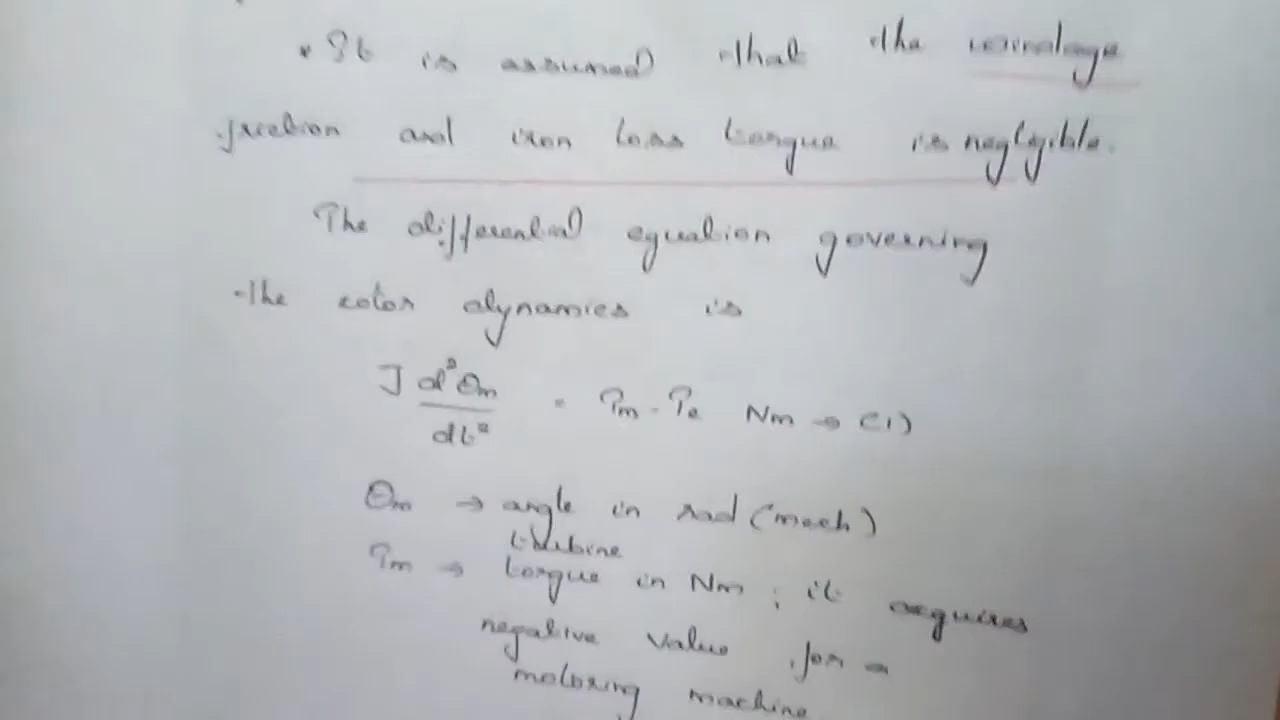 * It is assumed that the windage
friction and iron loss torque is negligible.
The differential equation governing
the rotor dynamics is
J d²θm/dt² = Tm - Te Nm → (1)
θm → angle in rad (mech)
turbine
Tm → torque in Nm ; it acquires
negative value for a
motoring machine